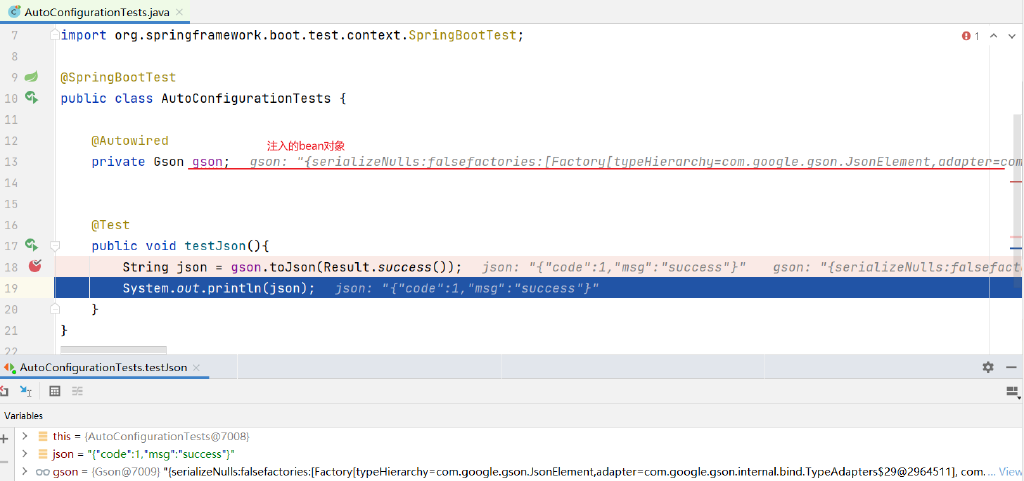 AutoConfigurationTests.java
7 import org.springframework.boot.test.context.SpringBootTest; 1
8
9 @SpringBootTest
10 public class AutoConfigurationTests {
11
12 @Autowired 注入的bean对象
13 private Gson gson; gson: "{serializeNulls:falsefactories:[Factory[typeHierarchy=com.google.gson.JsonElement,adapter=com
14
15
16 @Test
17 public void testJson(){
18 String json = gson.toJson(Result.success()); json: "{"code":1,"msg":"success"}" gson: "{serializeNulls:falsefact
19 System.out.println(json); json: "{"code":1,"msg":"success"}"
20 }
21 }
22
AutoConfigurationTests.testJson
Variables
this = {AutoConfigurationTests@7008}
json = "{"code":1,"msg":"success"}"
gson = {Gson@7009} "{serializeNulls:falsefactories:[Factory[typeHierarchy=com.google.gson.JsonElement,adapter=com.google.gson.internal.bind.TypeAdapters$29@2964511], com. ... View